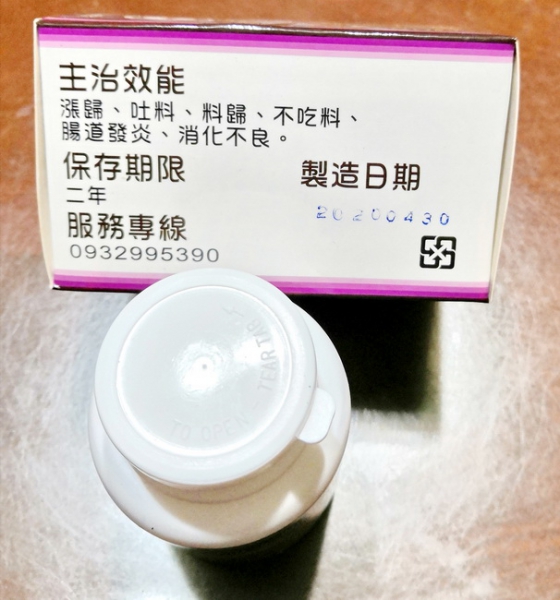 主治效能
漲歸、吐料、料歸、不吃料、
腸道發炎、消化不良。
保存期限
二年
製造日期
20200430
服務專線
0932995390
TO OPEN - TEAR TAB